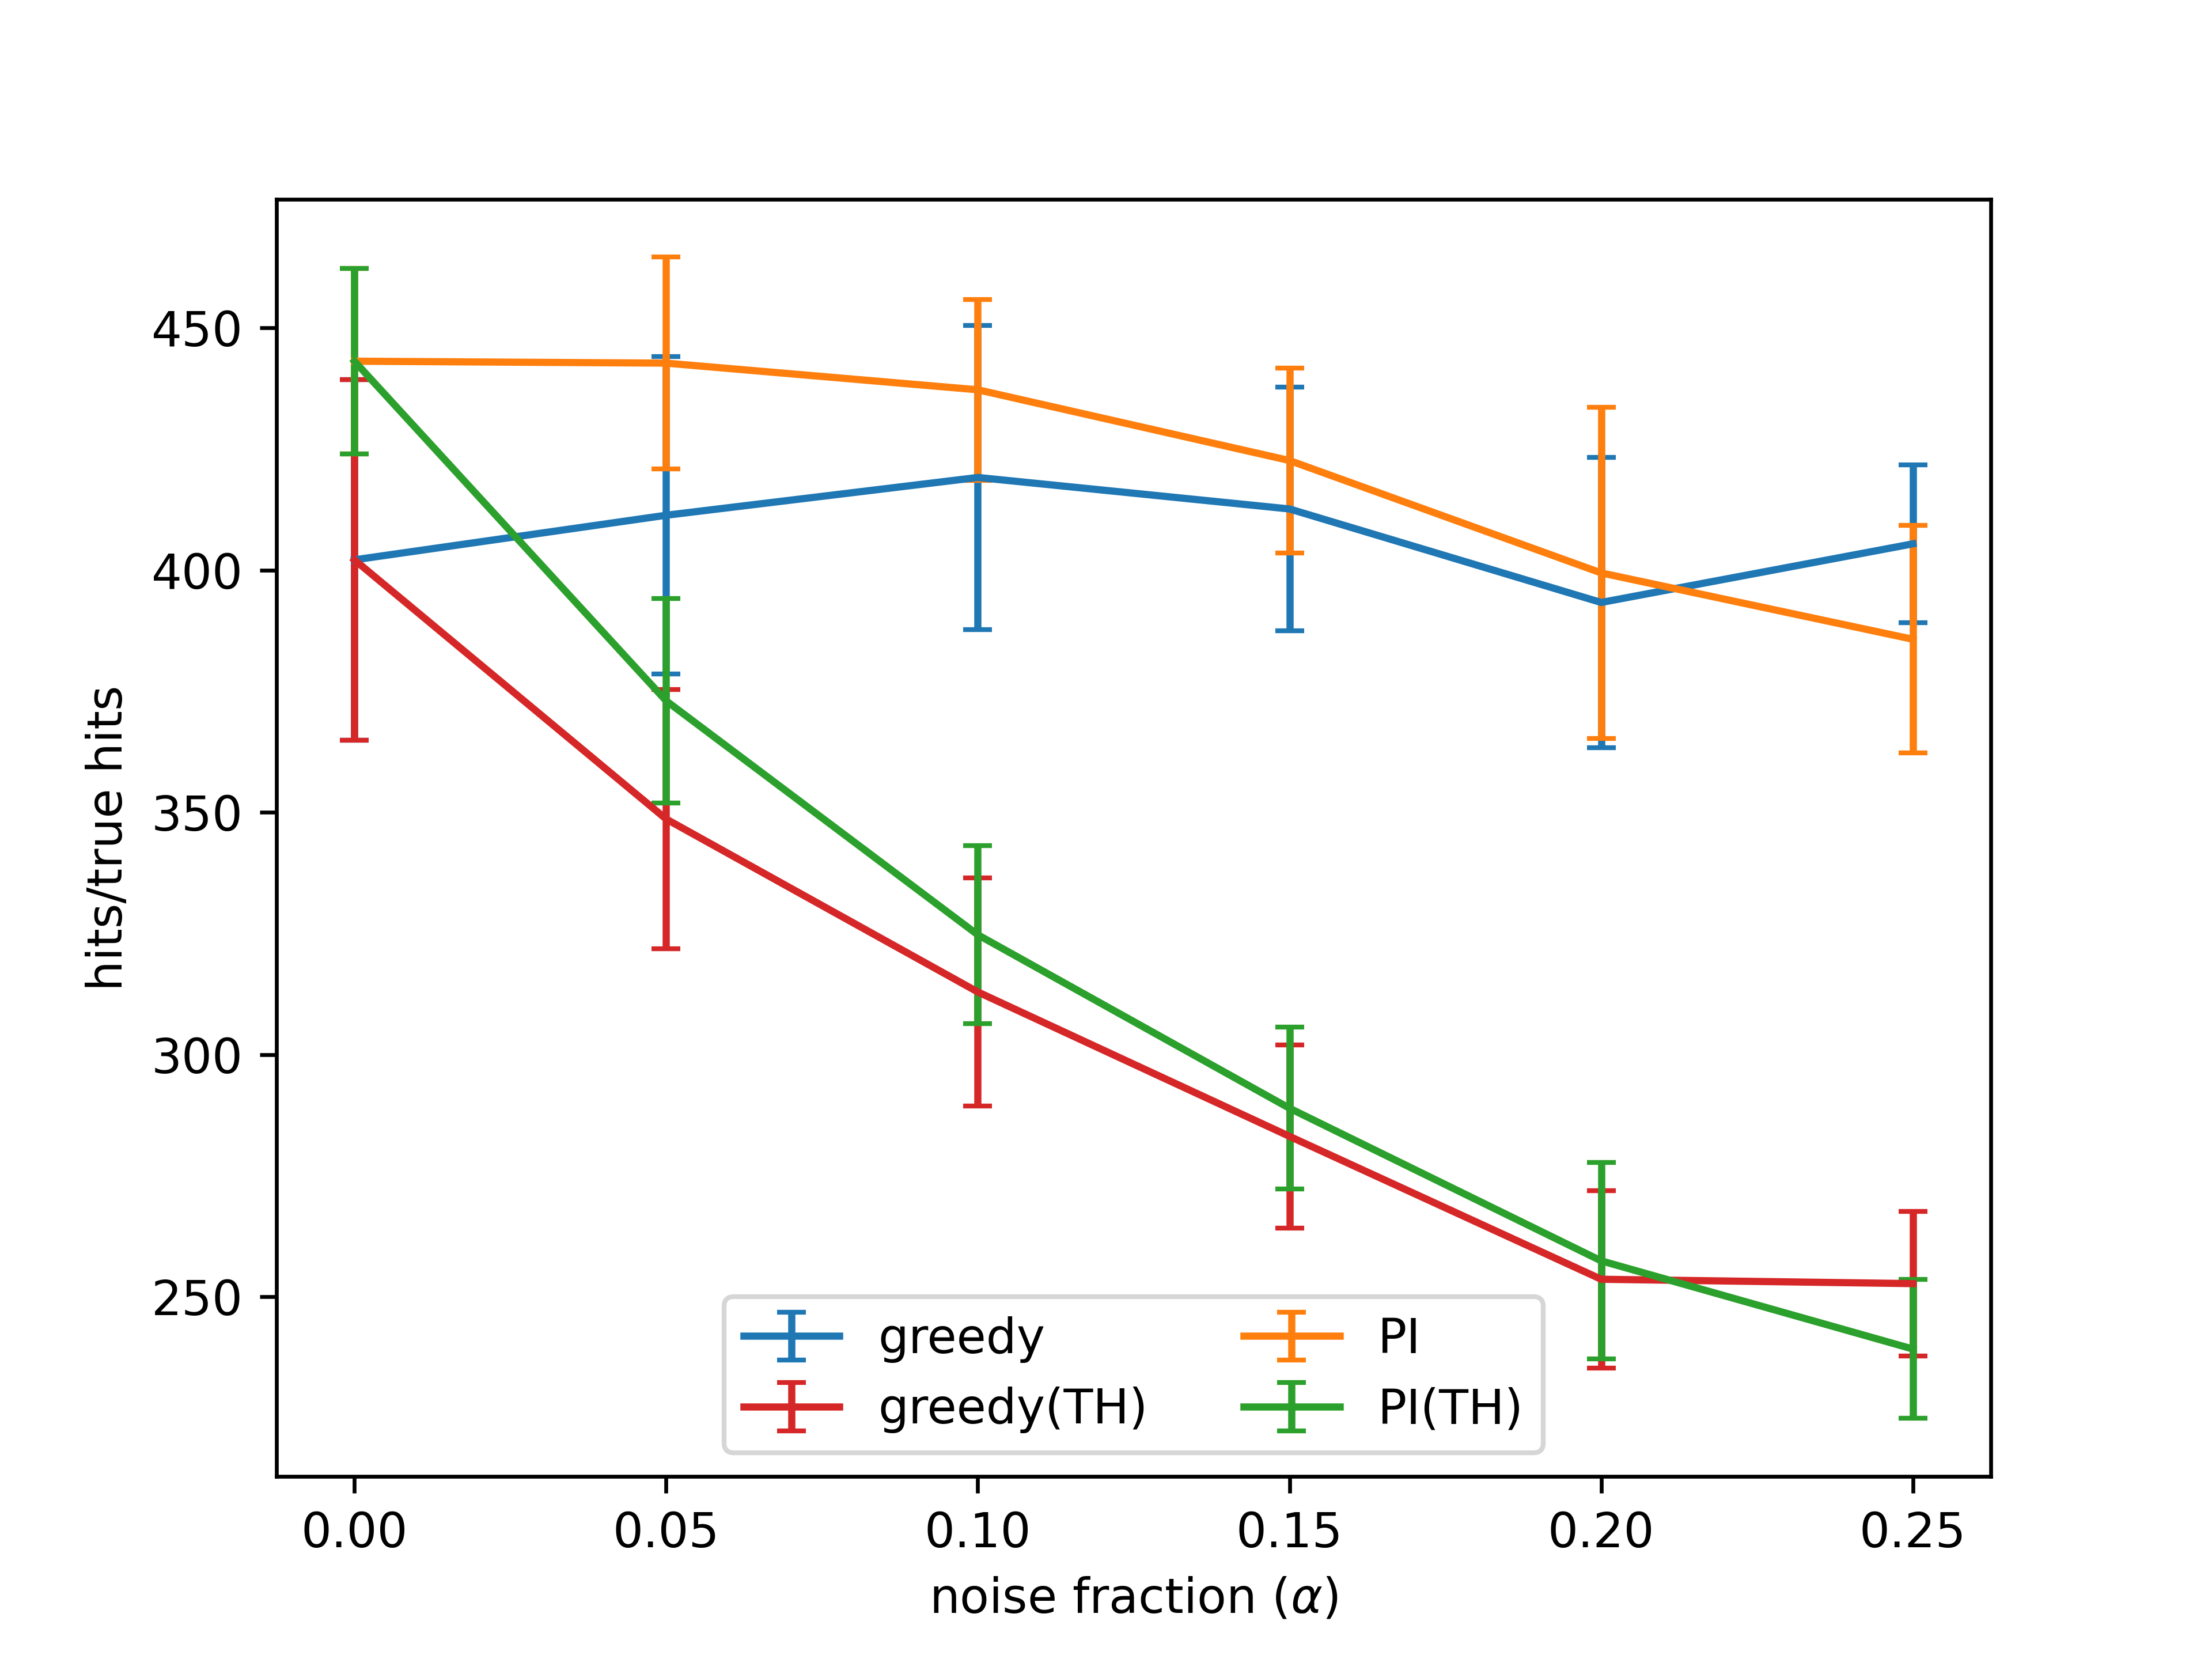 450
400
350
300
250
hits/true hits
0.00 0.05 0.10 0.15 0.20 0.25
noise fraction (α)
greedy PI
greedy(TH) PI(TH)